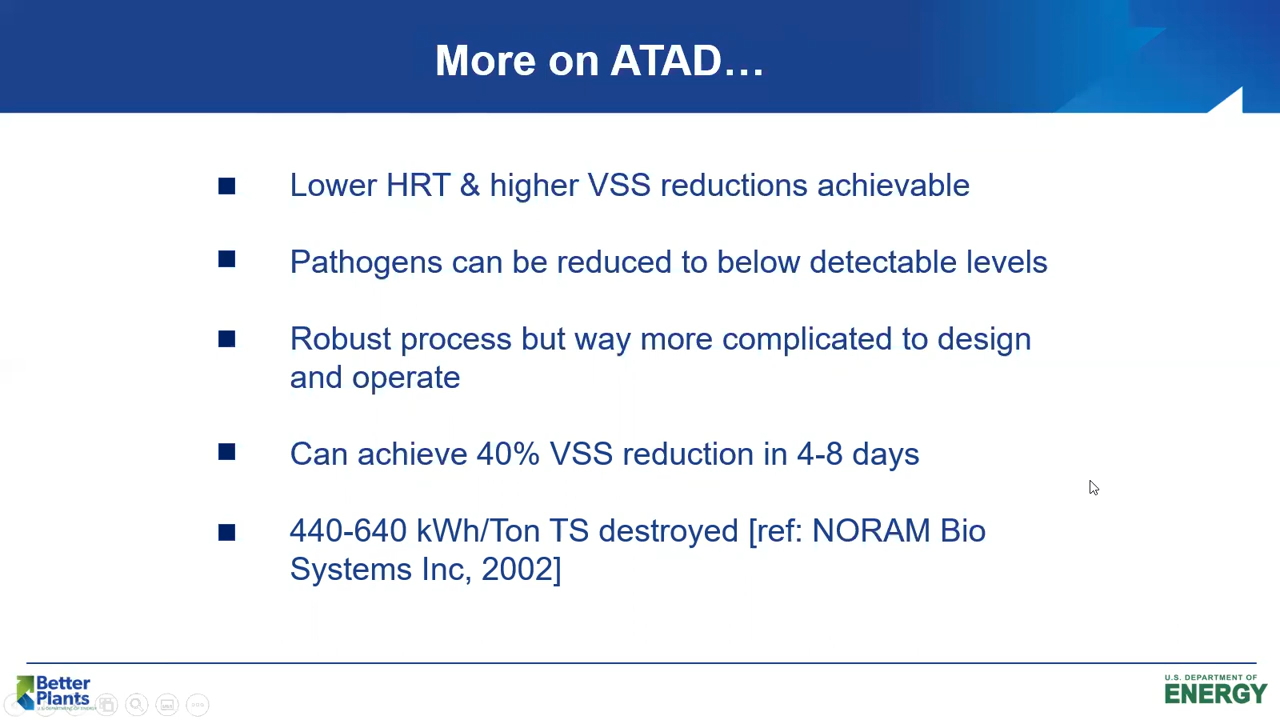 More on ATAD…
Lower HRT & higher VSS reductions achievable
Pathogens can be reduced to below detectable levels
Robust process but way more complicated to design
and operate
Can achieve 40% VSS reduction in 4-8 days
440-640 kWh/Ton TS destroyed [ref: NORAM Bio
Systems Inc, 2002]
Better
Plants
U.S. DEPARTMENT OF
ENERGY